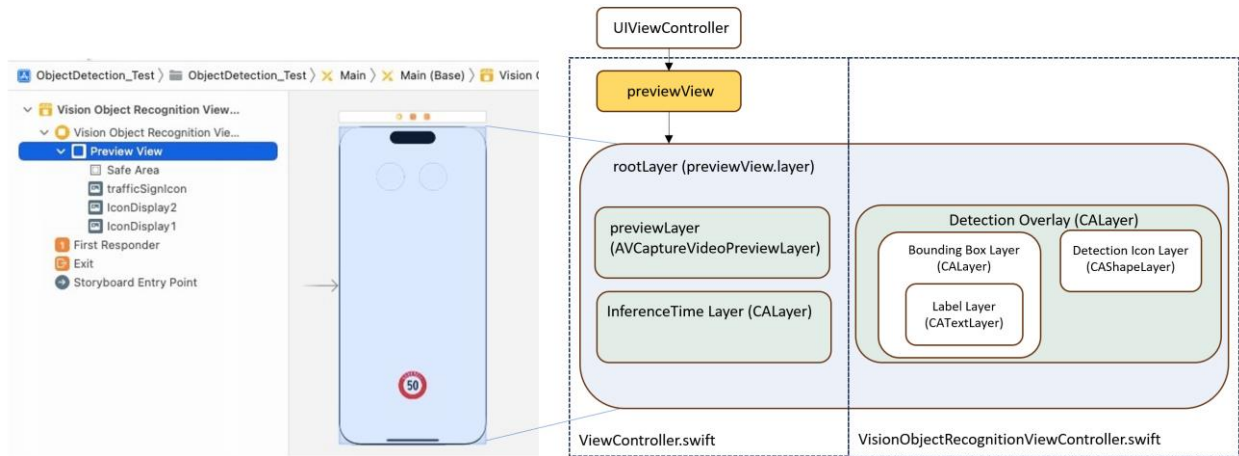 ObjectDetection_Test ObjectDetection_Test Main Main (Base) Vision O
Vision Object Recognition View...
Vision Object Recognition Vie...
Preview View
Safe Area
trafficSignIcon
IconDisplay2
IconDisplay1
First Responder
Exit
Storyboard Entry Point
50
UIViewController
previewView
rootLayer (previewView.layer)
previewLayer
(AVCaptureVideoPreviewLayer)
InferenceTime Layer (CALayer)
Detection Overlay (CALayer)
Bounding Box Layer
(CALayer)
Label Layer
(CATextLayer)
Detection Icon Layer
(CAShapeLayer)
ViewController.swift
VisionObjectRecognitionViewController.swift